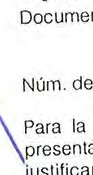 Documen
Núm. de
Para la
presenta
justifica